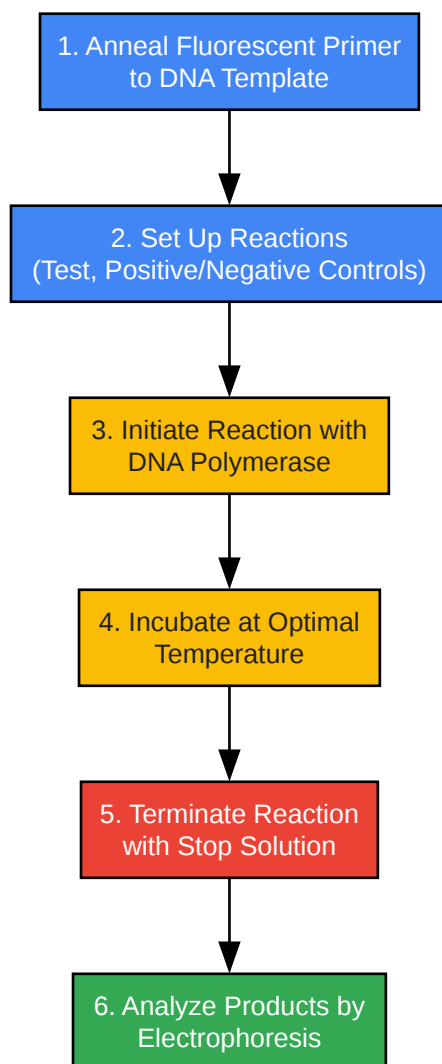 1. Anneal Fluorescent Primer
to DNA Template
2. Set Up Reactions
(Test, Positive/Negative Controls)
3. Initiate Reaction with
DNA Polymerase
4. Incubate at Optimal
Temperature
5. Terminate Reaction
with Stop Solution
6. Analyze Products by
Electrophoresis